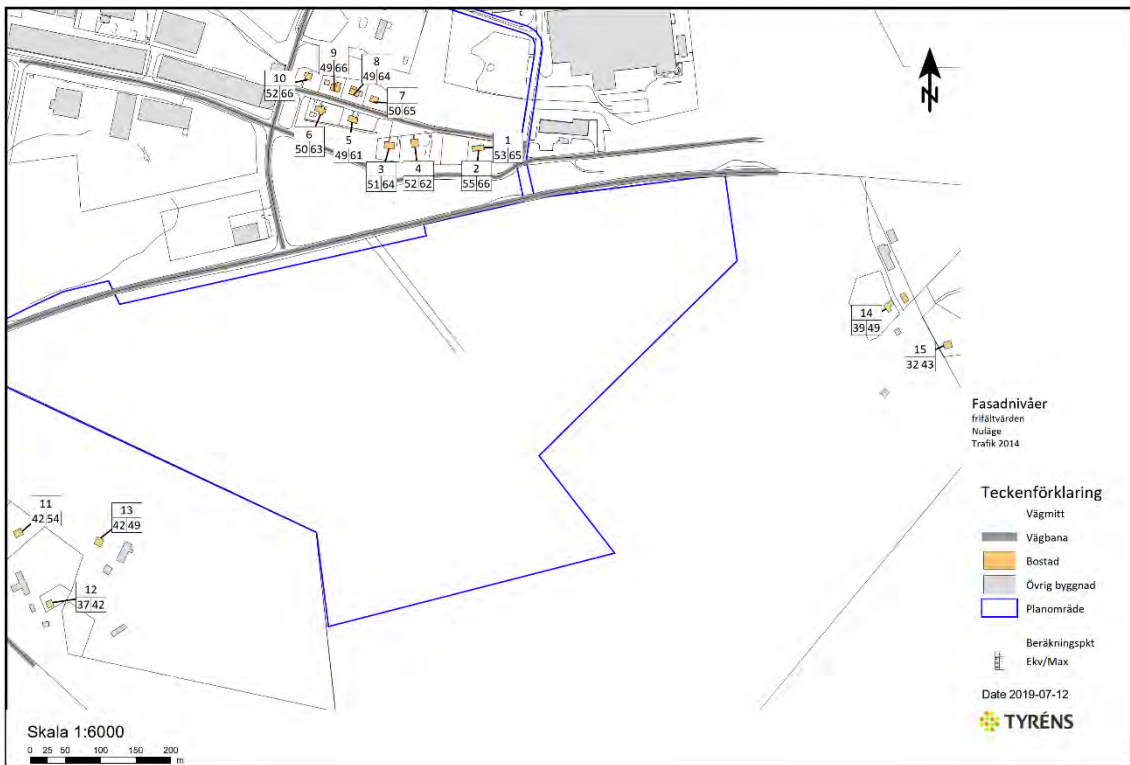 9
49 66
8
49 64
10
52 66
7
50 65
N
6
50 63
5
49 61
1
53 65
3
51 64
4
52 62
2
55 66
14
39 49
15
32 43
11
42 54
13
42 49
12
37 42
Fasadnivåer
frifältvärden
Nuläge
Trafik 2014
Teckenförklaring
Vägmitt
Vägbana
Bostad
Övrig byggnad
Planområde
Beräkningspkt
Ekv/Max
Date 2019-07-12
TYRÉNS
Skala 1:6000
0 25 50 100 150 200
m